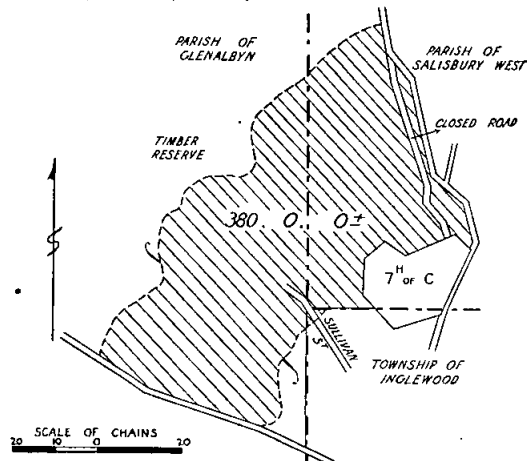 PARISH OF
GLENALBYN
PARISH OF
SALISBURY WEST
CLOSED ROAD
TIMBER
RESERVE
380. 0. 0±
7ᴴ OF C
SULLIVAN
ST
TOWNSHIP OF
INGLEWOOD
SCALE OF CHAINS
20 10 0 20